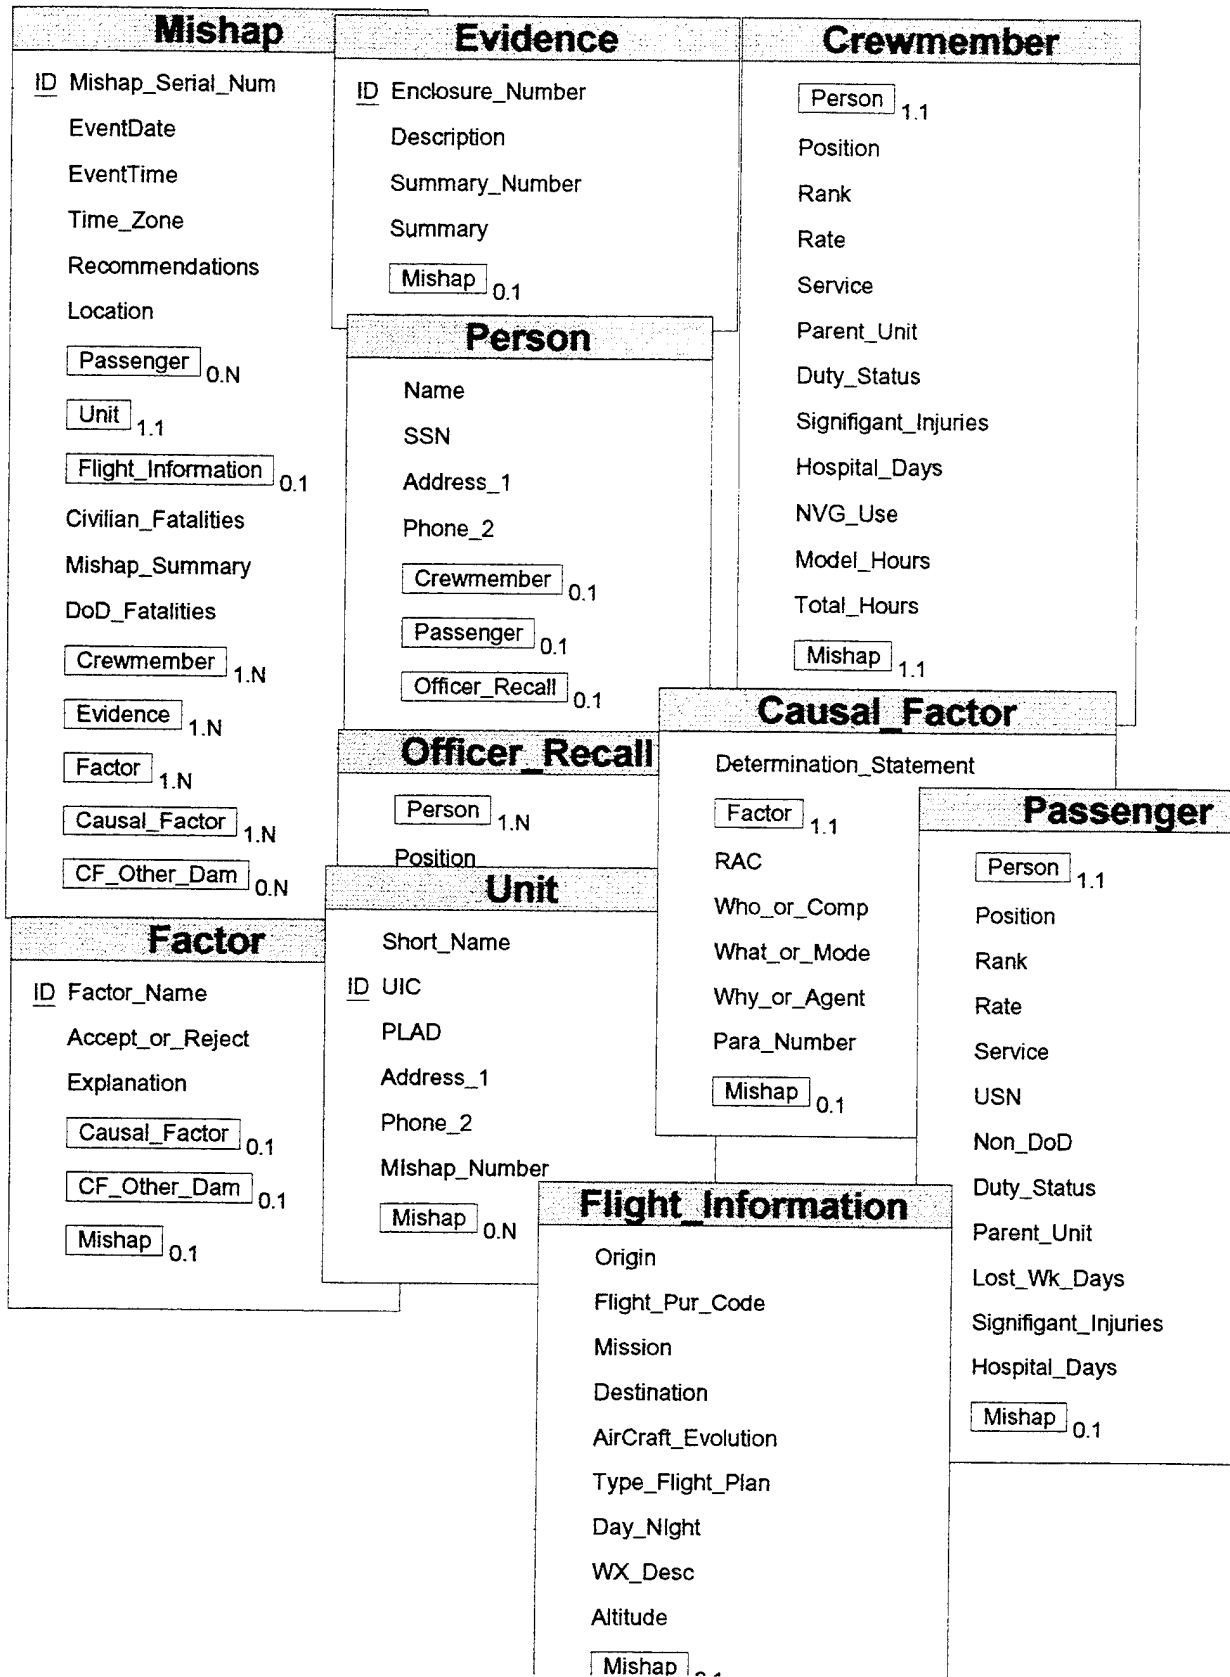 Mishap
ID Mishap_Serial_Num
EventDate
EventTime
Time_Zone
Recommendations
Location
Passenger 0.N
Unit 1.1
Flight_Information 0.1
Civilian_Fatalities
Mishap_Summary
DoD_Fatalities
Crewmember 1.N
Evidence 1.N
Factor 1.N
Causal_Factor 1.N
CF_Other_Dam 0.N
Evidence
ID Enclosure_Number
Description
Summary_Number
Summary
Mishap 0.1
Crewmember
Person 1.1
Position
Rank
Rate
Service
Parent_Unit
Duty_Status
Signifigant_Injuries
Hospital_Days
NVG_Use
Model_Hours
Total_Hours
Mishap 1.1
Person
Name
SSN
Address_1
Phone_2
Crewmember 0.1
Passenger 0.1
Officer_Recall 0.1
Officer_Recall
Person 1.N
Position
Causal_Factor
Determination_Statement
Factor 1.1
RAC
Who_or_Comp
What_or_Mode
Why_or_Agent
Para_Number
Mishap 0.1
Passenger
Person 1.1
Position
Rank
Rate
Service
USN
Non_DoD
Duty_Status
Parent_Unit
Lost_Wk_Days
Signifigant_Injuries
Hospital_Days
Mishap 0.1
Factor
ID Factor_Name
Accept_or_Reject
Explanation
Causal_Factor 0.1
CF_Other_Dam 0.1
Mishap 0.1
Unit
Short_Name
ID UIC
PLAD
Address_1
Phone_2
MIshap_Number
Mishap 0.N
Flight_Information
Origin
Flight_Pur_Code
Mission
Destination
AirCraft_Evolution
Type_Flight_Plan
Day_NIght
WX_Desc
Altitude
Mishap